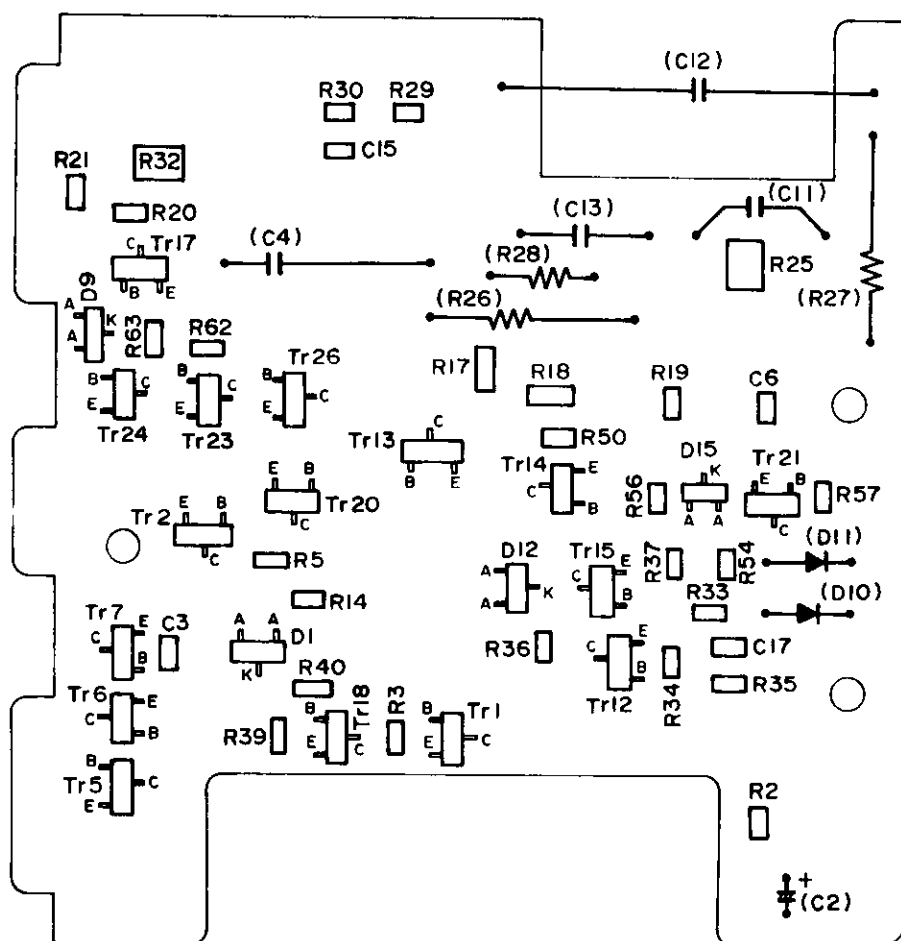 (C12)
R30 R29
C15
R21 R32
R20
(C11)
(C13)
C Tr17
(C4)
(R28)
R25
B E
(R27)
D9
A K A
(R26)
R63 R62
Tr26
R17
R18 R19 C6
B C E
Tr24
B C E
Tr23
B C E
Tr13
C B E
R50
Tr14
E C B
R56
D15
K A A
Tr21
E B C
R57
E B C
Tr20
Tr2
E B C
R5
D12
A K A
Tr15
C E B
R37
R54
(D11)
R14
R33
(D10)
Tr7
E C B
C3
A A D1
K
R36
Tr12
E C B
R34
C17
R35
R40
Tr6
E C B
R39
Tr18
B C E
R3
Tr1
B C E
Tr5
B C E
R2
+
(C2)